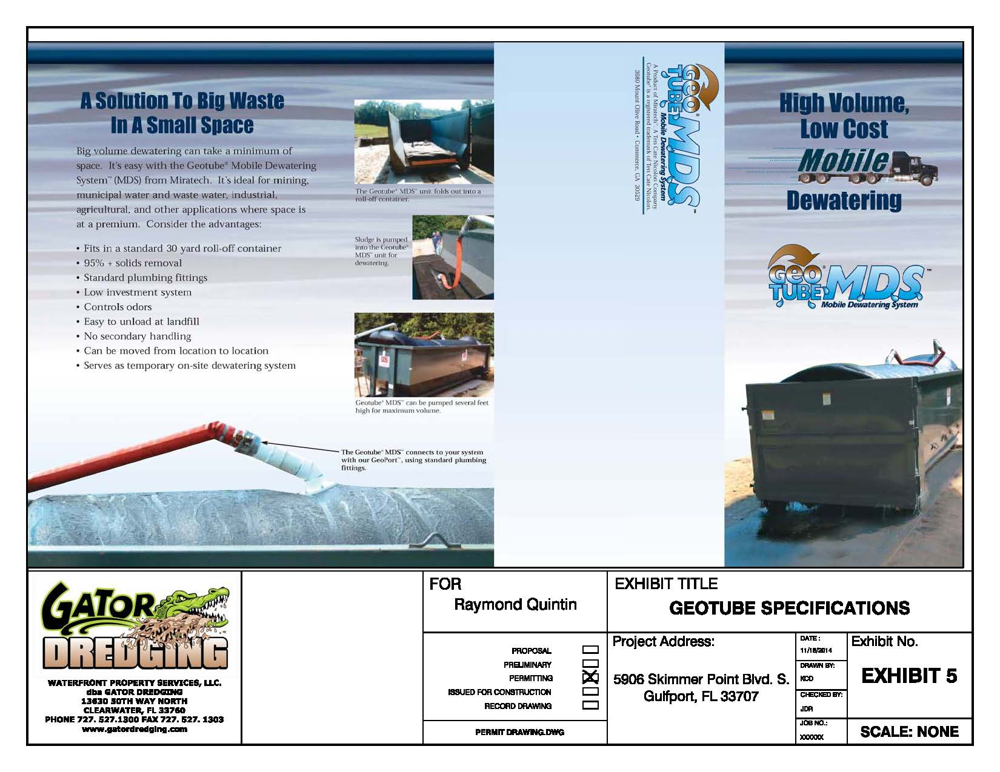 A Solution To Big Waste
In A Small Space
Big volume dewatering can take a minimum of
space. It's easy with the Geotube® Mobile Dewatering
System™ (MDS) from Miratech. It's ideal for mining,
municipal water and waste water, industrial,
agricultural, and other applications where space is
at a premium. Consider the advantages:
• Fits in a standard 30 yard roll-off container
• 95% + solids removal
• Standard plumbing fittings
• Low investment system
• Controls odors
• Easy to unload at landfill
• No secondary handling
• Can be moved from location to location
• Serves as temporary on-site dewatering system
The Geotube® MDS™ unit folds out into a
roll-off container.
Sludge is pumped
into the Geotube®
MDS™ unit for
dewatering.
Geotube® MDS™ can be pumped several feet
high for maximum volume.
The Geotube® MDS™ connects to your system
with our GeoPort™, using standard plumbing
fittings.
GEO TUBE® MDS™
Mobile Dewatering System
A Product of Miratech™. A Ten Cate Nicolon Company
Geotube® is a registered trademark of Ten Cate Nicolon.
3680 Mount Olive Road • Commerce, GA 30529
High Volume,
Low Cost
Mobile
Dewatering
GEO TUBE® MDS™
Mobile Dewatering System
GATOR
DREDGING
WATERFRONT PROPERTY SERVICES, LLC.
dba GATOR DREDGING
13630 50TH WAY NORTH
CLEARWATER, FL 33760
PHONE 727. 527.1300 FAX 727. 527. 1303
www.gatordredging.com
FOR
Raymond Quintin
PROPOSAL
PRELIMINARY
PERMITTING
ISSUED FOR CONSTRUCTION
RECORD DRAWING
PERMIT DRAWING.DWG
EXHIBIT TITLE
GEOTUBE SPECIFICATIONS
Project Address:
5906 Skimmer Point Blvd. S.
Gulfport, FL 33707
DATE :
11/18/2014
DRAWN BY:
KCD
CHECKED BY:
JDR
JOB NO.:
XXXXXX
Exhibit No.
EXHIBIT 5
SCALE: NONE